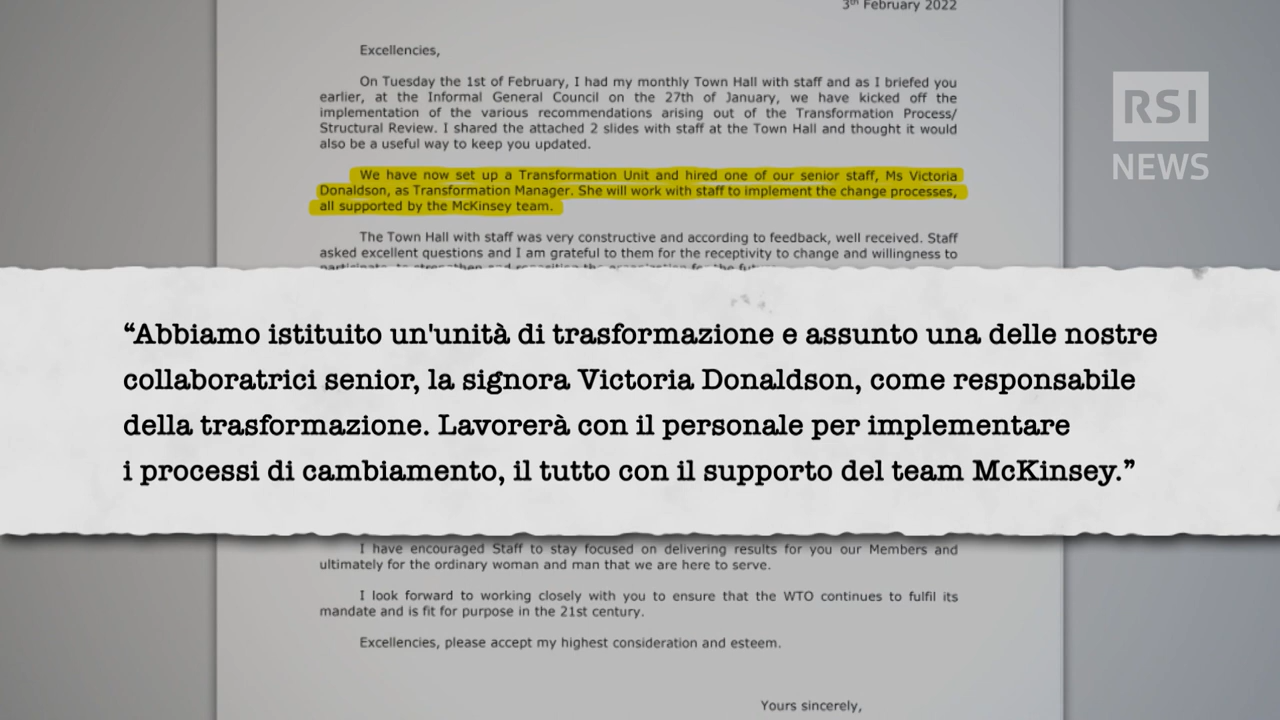 3rd February 2022
Excellencies,
On Tuesday the 1st of February, I had my monthly Town Hall with staff and as I briefed you
earlier, at the Informal General Council on the 27th of January, we have kicked off the
implementation of the various recommendations arising out of the Transformation Process/
Structural Review. I shared the attached 2 slides with staff at the Town Hall and thought it would
also be a useful way to keep you updated.
We have now set up a Transformation Unit and hired one of our senior staff, Ms Victoria
Donaldson, as Transformation Manager. She will work with staff to implement the change processes,
all supported by the McKinsey team.
The Town Hall with staff was very constructive and according to feedback, well received. Staff
asked excellent questions and I am grateful to them for the receptivity to change and willingness to
RSI
NEWS
“Abbiamo istituito un'unità di trasformazione e assunto una delle nostre
collaboratrici senior, la signora Victoria Donaldson, come responsabile
della trasformazione. Lavorerà con il personale per implementare
i processi di cambiamento, il tutto con il supporto del team McKinsey.”
I have encouraged Staff to stay focused on delivering results for you our Members and
ultimately for the ordinary woman and man that we are here to serve.
I look forward to working closely with you to ensure that the WTO continues to fulfil its
mandate and is fit for purpose in the 21st century.
Excellencies, please accept my highest consideration and esteem.
Yours sincerely,